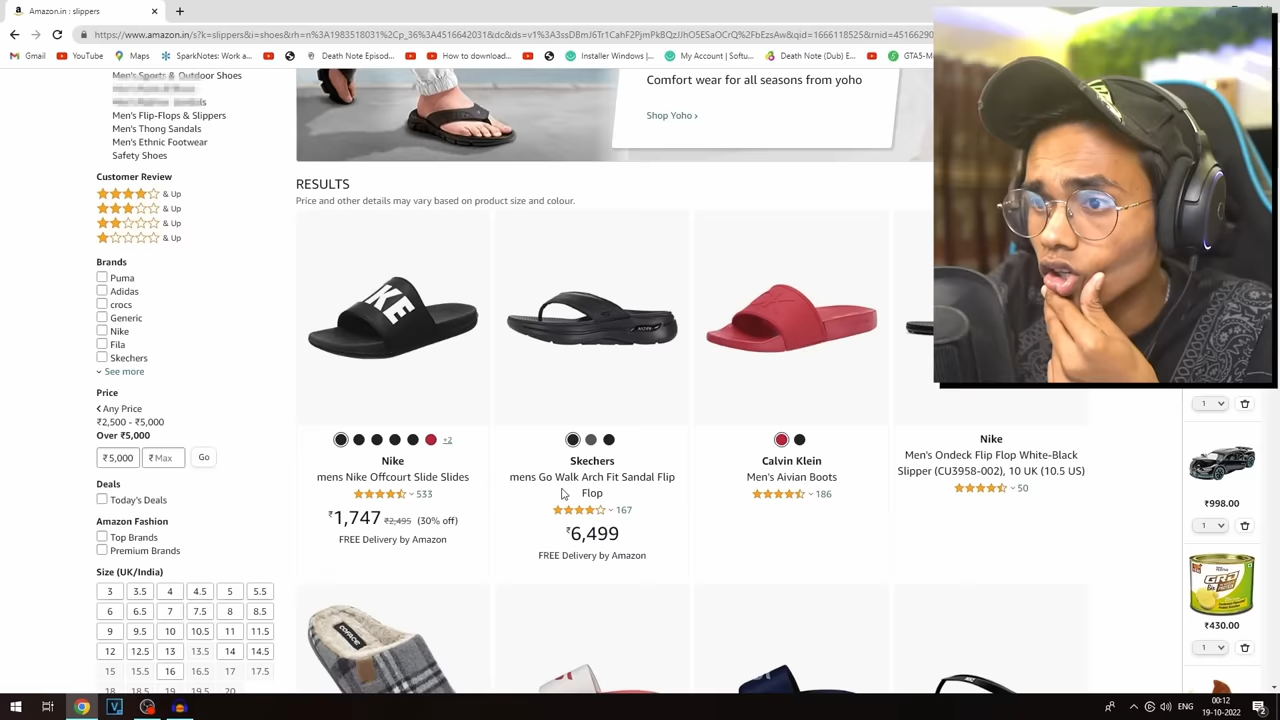 Amazon.in : slippers
https://www.amazon.in/s?k=slippers&i=shoes&rh=n%3A1983518031%2Cp_36%3A4516642031&dc&ds=v1%3A3ssDBmJ6Tr1CahF2PjmPkBQzJJhO5ESaOCrQ%2FbEzsAw&qid=1666118525&rnid=45166290
Gmail
YouTube
Maps
SparkNotes: Work a...
Death Note Episod...
How to download...
Installer Windows |...
My Account | Softu...
Death Note (Dub) E...
GTA5-M
Men's Sports & Outdoor Shoes
Men's Flip-Flops & Slippers
Men's Thong Sandals
Men's Ethnic Footwear
Safety Shoes
Customer Review
& Up
& Up
& Up
& Up
Brands
Puma
Adidas
crocs
Generic
Nike
Fila
Skechers
See more
Price
Any Price
₹2,500 - ₹5,000
Over ₹5,000
₹ 5,000 ₹ Max Go
Deals
Today's Deals
Amazon Fashion
Top Brands
Premium Brands
Size (UK/India)
3 3.5 4 4.5 5 5.5
6 6.5 7 7.5 8 8.5
9 9.5 10 10.5 11 11.5
12 12.5 13 13.5 14 14.5
15 15.5 16 16.5 17 17.5
18 18.5 19 19.5 20
Comfort wear for all seasons from yoho
Shop Yoho ›
RESULTS
Price and other details may vary based on product size and colour.
+2
Nike
mens Nike Offcourt Slide Slides
533
₹1,747 ₹2,495 (30% off)
FREE Delivery by Amazon
Skechers
mens Go Walk Arch Fit Sandal Flip
Flop
167
₹6,499
FREE Delivery by Amazon
Calvin Klein
Men's Aivian Boots
186
Nike
Men's Ondeck Flip Flop White-Black
Slipper (CU3958-002), 10 UK (10.5 US)
50
1
₹998.00
1
₹430.00
1
ENG
00:12
19-10-2022
2